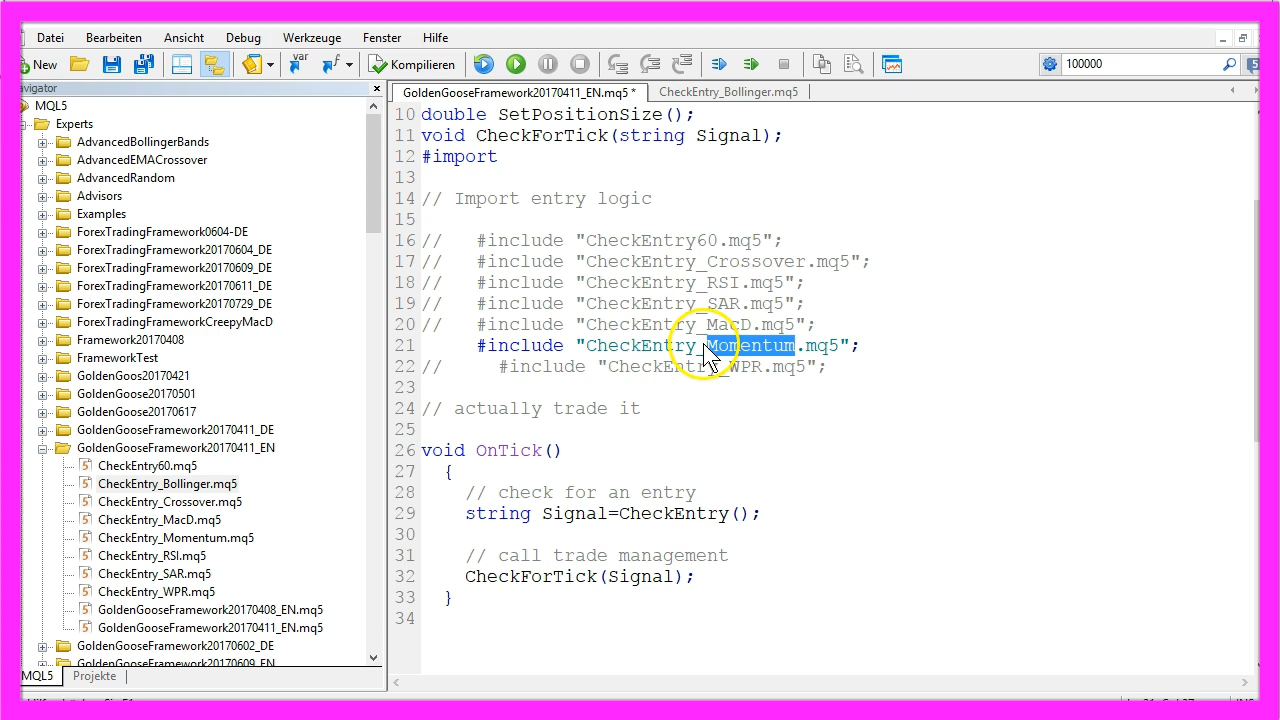 Datei Bearbeiten Ansicht Debug Werkzeuge Fenster Hilfe
New Kompilieren 100000 5
avigator
GoldenGooseFramework20170411_EN.mq5 * CheckEntry_Bollinger.mq5
MQL5
Experts
AdvancedBollingerBands
AdvancedEMACrossover
AdvancedRandom
Advisors
Examples
ForexTradingFramework0604-DE
ForexTradingFramework20170604_DE
ForexTradingFramework20170609_DE
ForexTradingFramework20170611_DE
ForexTradingFramework20170729_DE
ForexTradingFrameworkCreepyMacD
Framework20170408
FrameworkTest
GoldenGoos20170421
GoldenGoose20170501
GoldenGoose20170617
GoldenGooseFramework20170411_DE
GoldenGooseFramework20170411_EN
CheckEntry60.mq5
CheckEntry_Bollinger.mq5
CheckEntry_Crossover.mq5
CheckEntry_MacD.mq5
CheckEntry_Momentum.mq5
CheckEntry_RSI.mq5
CheckEntry_SAR.mq5
CheckEntry_WPR.mq5
GoldenGooseFramework20170408_EN.mq5
GoldenGooseFramework20170411_EN.mq5
GoldenGooseFramework20170602_DE
GoldenGooseFramework20170609_EN
MQL5 Projekte
10 double SetPositionSize();
11 void CheckForTick(string Signal);
12 #import
13
14 // Import entry logic
15
16 // #include "CheckEntry60.mq5";
17 // #include "CheckEntry_Crossover.mq5";
18 // #include "CheckEntry_RSI.mq5";
19 // #include "CheckEntry_SAR.mq5";
20 // #include "CheckEntry_MacD.mq5";
21 #include "CheckEntry_Momentum.mq5";
22 // #include "CheckEntry_WPR.mq5";
23
24 // actually trade it
25
26 void OnTick()
27 {
28 // check for an entry
29 string Signal=CheckEntry();
30
31 // call trade management
32 CheckForTick(Signal);
33 }
34